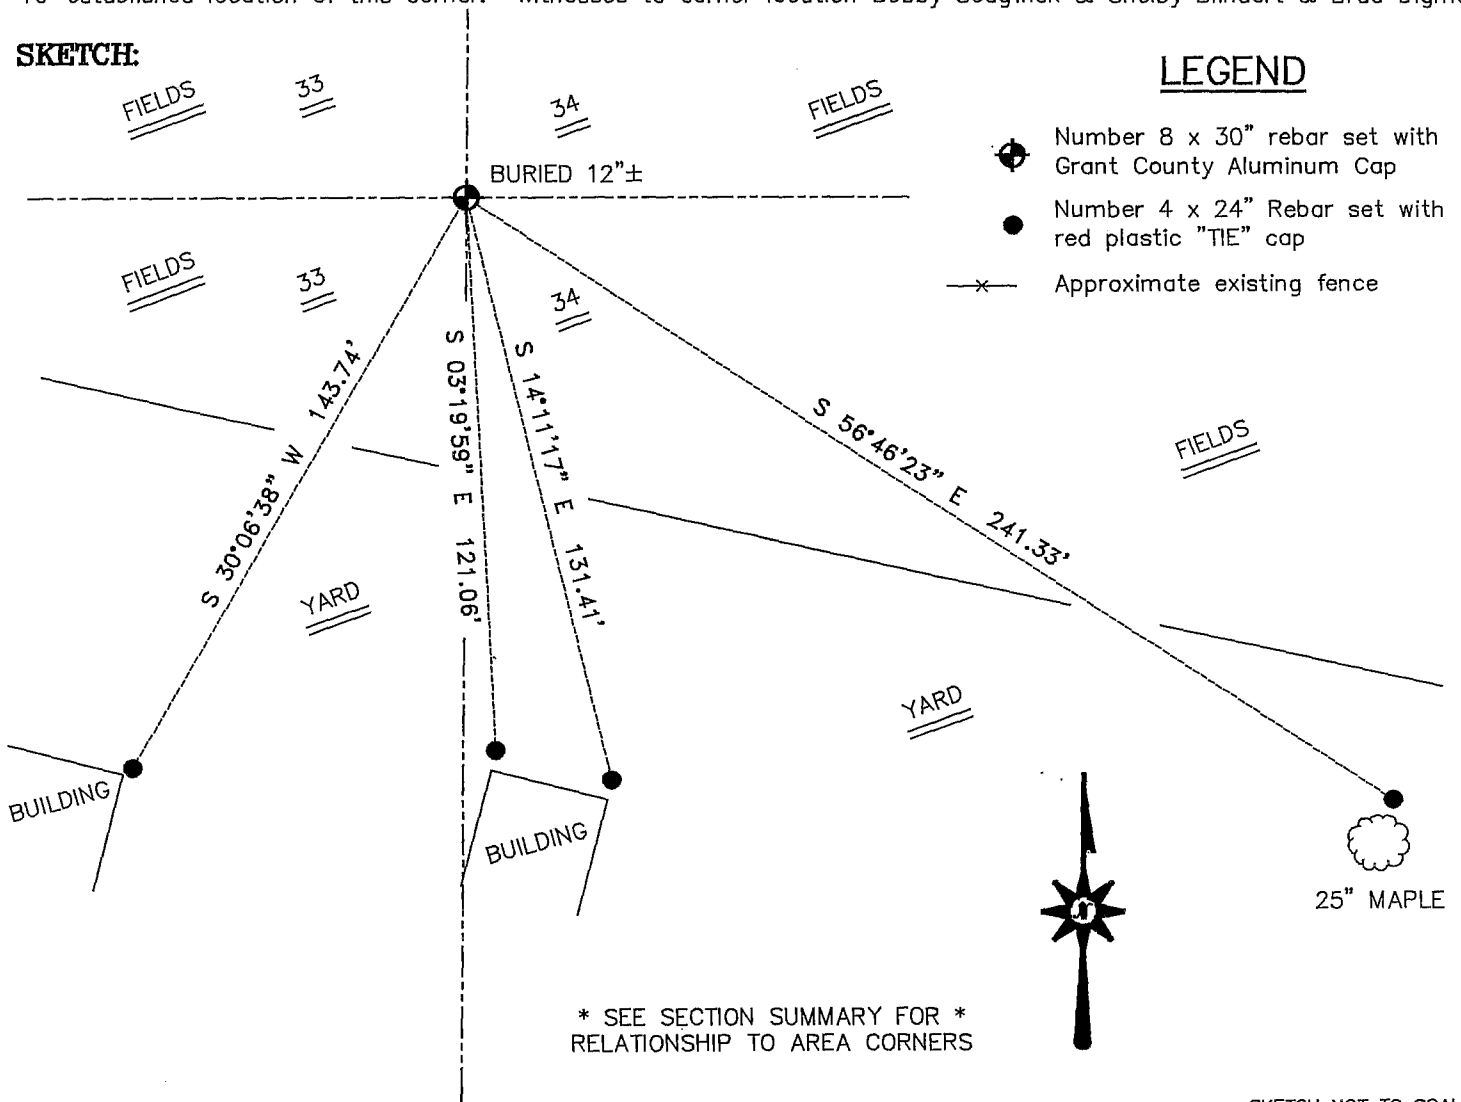 SKETCH:
LEGEND
FIELDS
33
34
FIELDS
Number 8 x 30" rebar set with
Grant County Aluminum Cap
BURIED 12"±
Number 4 x 24" Rebar set with
red plastic "TIE" cap
FIELDS
33
34
Approximate existing fence
S 30°06'38" W 143.74'
S 03°19'59" E 121.06'
S 14°11'17" E 131.41'
S 56°46'23" E 241.33'
FIELDS
YARD
YARD
BUILDING
BUILDING
N
25" MAPLE
* SEE SECTION SUMMARY FOR *
RELATIONSHIP TO AREA CORNERS